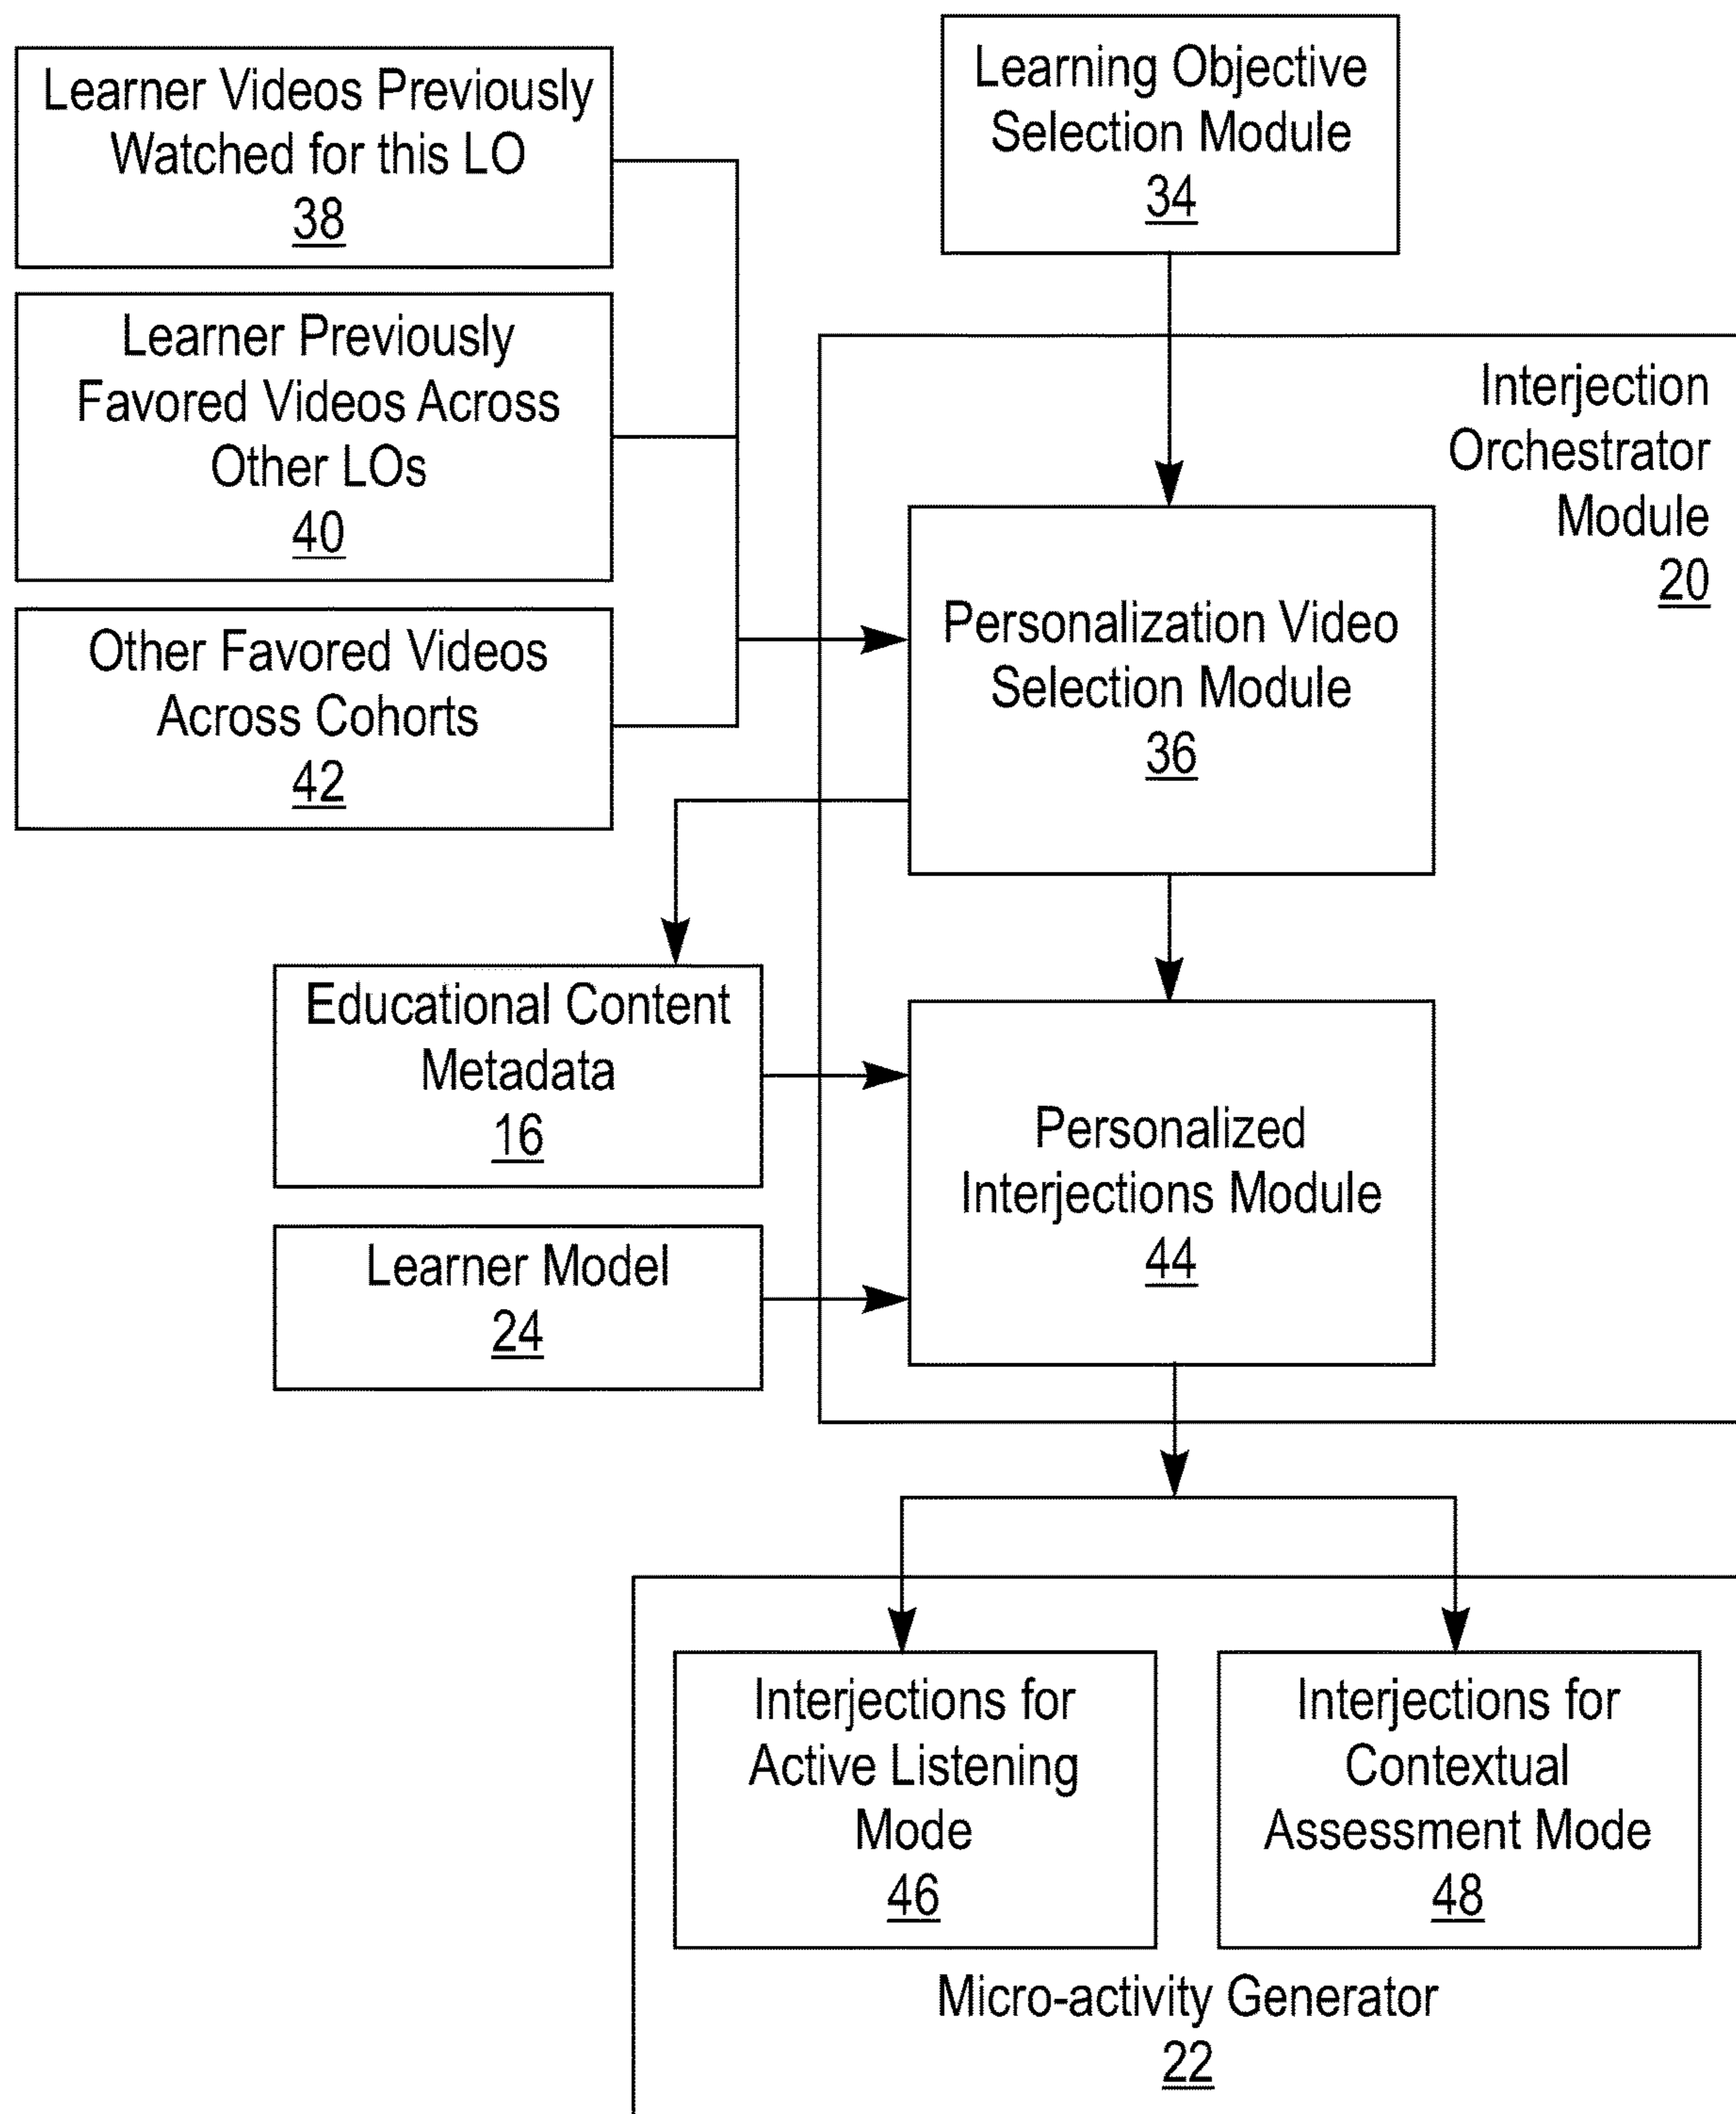 Learner Videos Previously
Watched for this LO
38
Learning Objective
Selection Module
34
Learner Previously
Favored Videos Across
Other LOs
40
Interjection
Orchestrator
Module
20
Other Favored Videos
Across Cohorts
42
Personalization Video
Selection Module
36
Educational Content
Metadata
16
Personalized
Interjections Module
44
Learner Model
24
Interjections for
Active Listening
Mode
46
Interjections for
Contextual
Assessment Mode
48
Micro-activity Generator
22